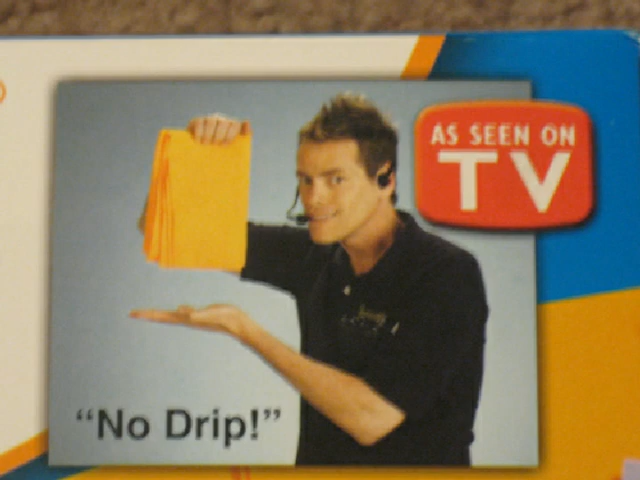 AS SEEN ON
TV
“No Drip!”